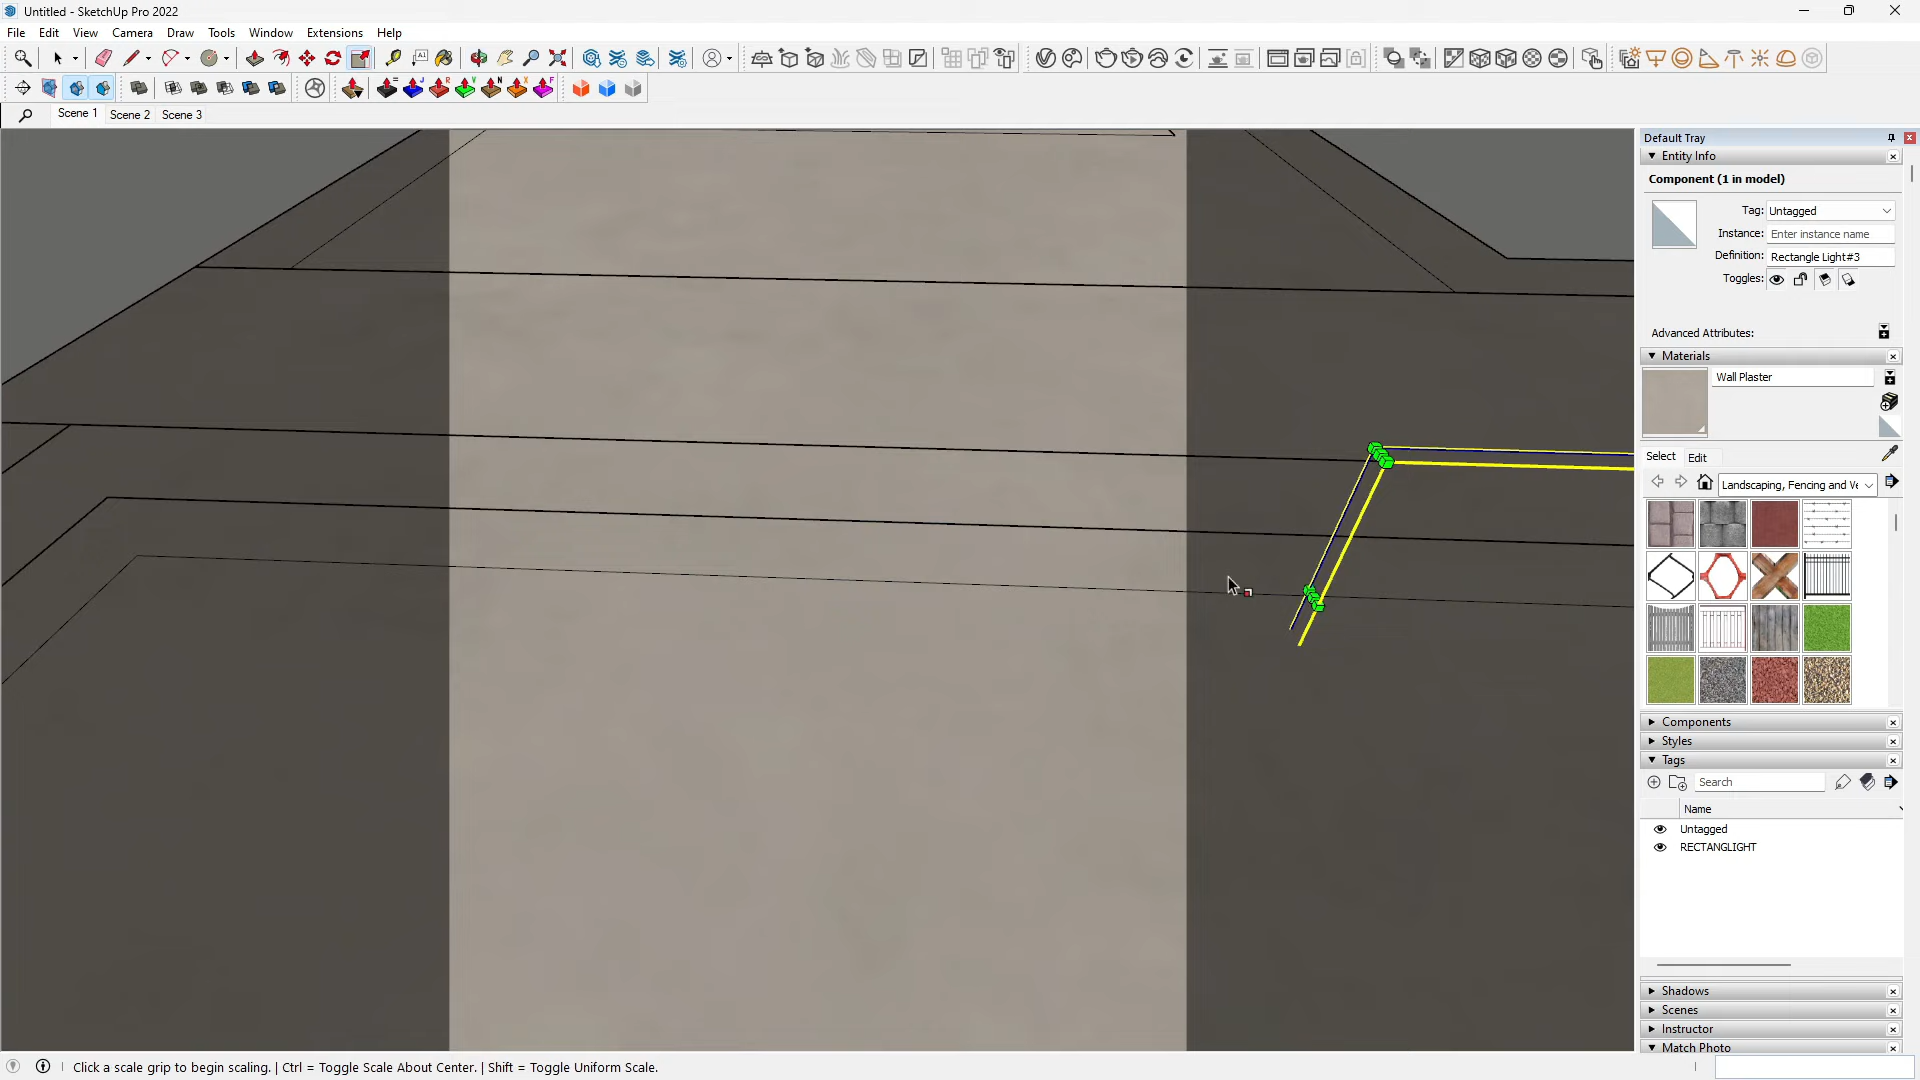 Untitled - SketchUp Pro 2022
File Edit View Camera Draw Tools Window Extensions Help
Scene 1 Scene 2 Scene 3
Default Tray
Entity Info
Component (1 in model)
Tag: Untagged
Instance: Enter instance name
Definition: Rectangle Light#3
Toggles:
Advanced Attributes:
Materials
Wall Plaster
Select Edit
Landscaping, Fencing and Ve
Components
Styles
Tags
Search
Name
Untagged
RECTANGLIGHT
Shadows
Scenes
Instructor
Match Photo
Click a scale grip to begin scaling. | Ctrl = Toggle Scale About Center. | Shift = Toggle Uniform Scale.